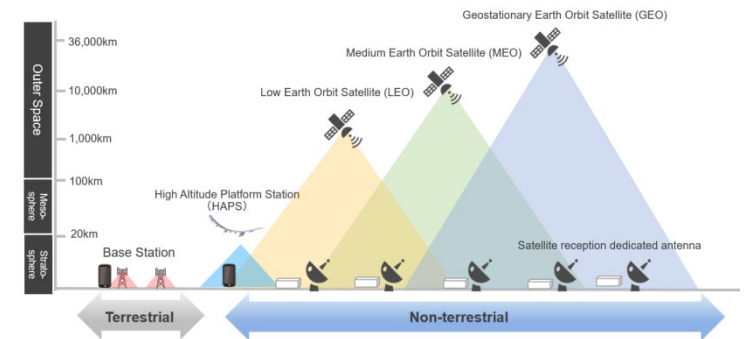 Geostationary Earth Orbit Satellite (GEO)
36,000km
Medium Earth Orbit Satellite (MEO)
Outer Space
10,000km
Low Earth Orbit Satellite (LEO)
1,000km
100km
Meso-
sphere
High Altitude Platform Station
（HAPS）
20km
Strato-
sphere
Base Station
Satellite reception dedicated antenna
Terrestrial
Non-terrestrial